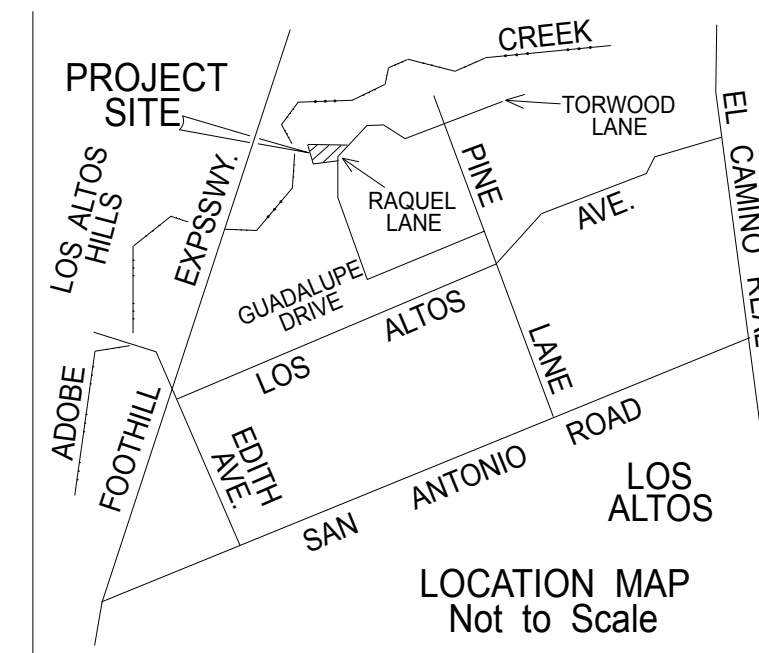 CREEK
PROJECT
SITE
TORWOOD
LANE
EL CAMINO REAL
PINE
LOS ALTOS
HILLS
EXPSSWY.
RAQUEL
LANE
AVE.
GUADALUPE
DRIVE
ALTOS
LOS
LANE
ADOBE
FOOTHILL
EDITH
AVE.
ROAD
ANTONIO
SAN
LOS
ALTOS
LOCATION MAP
Not to Scale